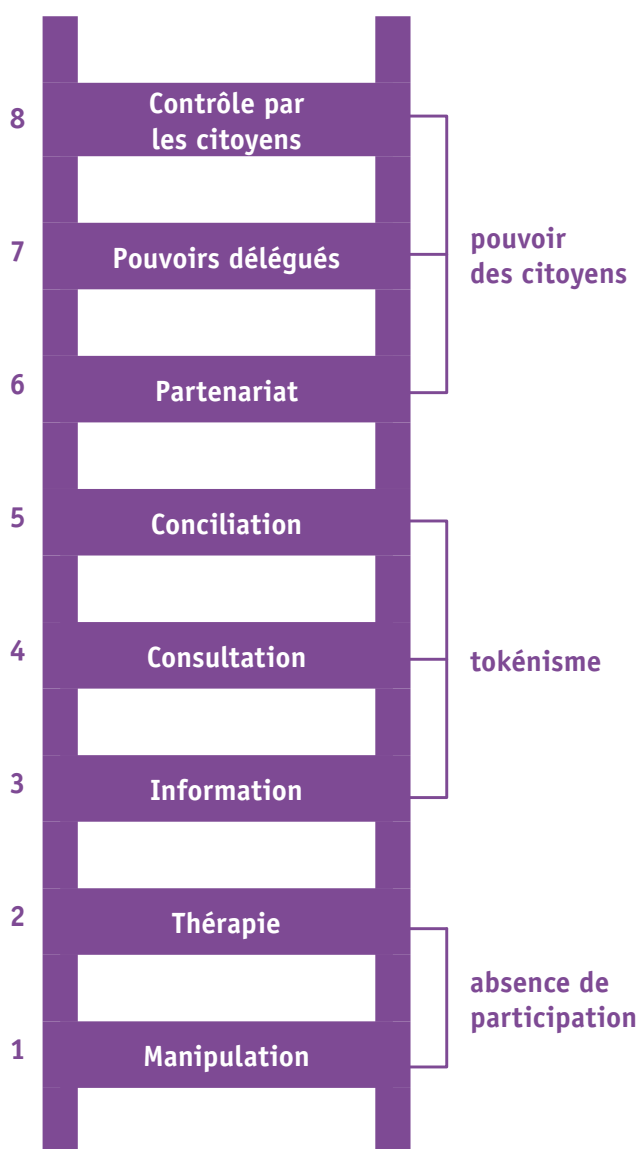 8
Contrôle par
les citoyens
7
Pouvoirs délégués
pouvoir
des citoyens
6
Partenariat
5
Conciliation
4
Consultation
tokénisme
3
Information
2
Thérapie
absence de
participation
1
Manipulation